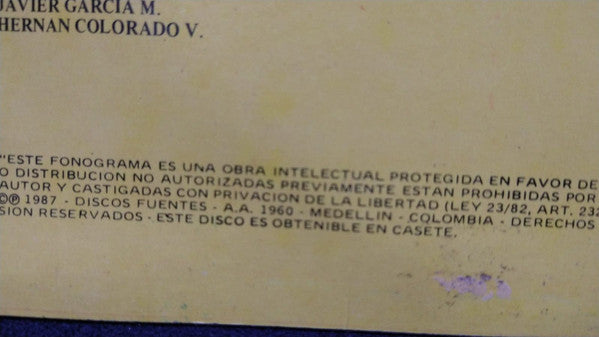 JAVIER GARCIA M.
HERNAN COLORADO V.
"ESTE FONOGRAMA ES UNA OBRA INTELECTUAL PROTEGIDA EN FAVOR DE
O DISTRIBUCION NO AUTORIZADAS PREVIAMENTE ESTAN PROHIBIDAS POR
AUTOR Y CASTIGADAS CON PRIVACION DE LA LIBERTAD (LEY 23/82, ART. 232
©℗ 1987 - DISCOS FUENTES - A.A. 1960 - MEDELLIN - COLOMBIA - DERECHOS
SION RESERVADOS - ESTE DISCO ES OBTENIBLE EN CASETE.